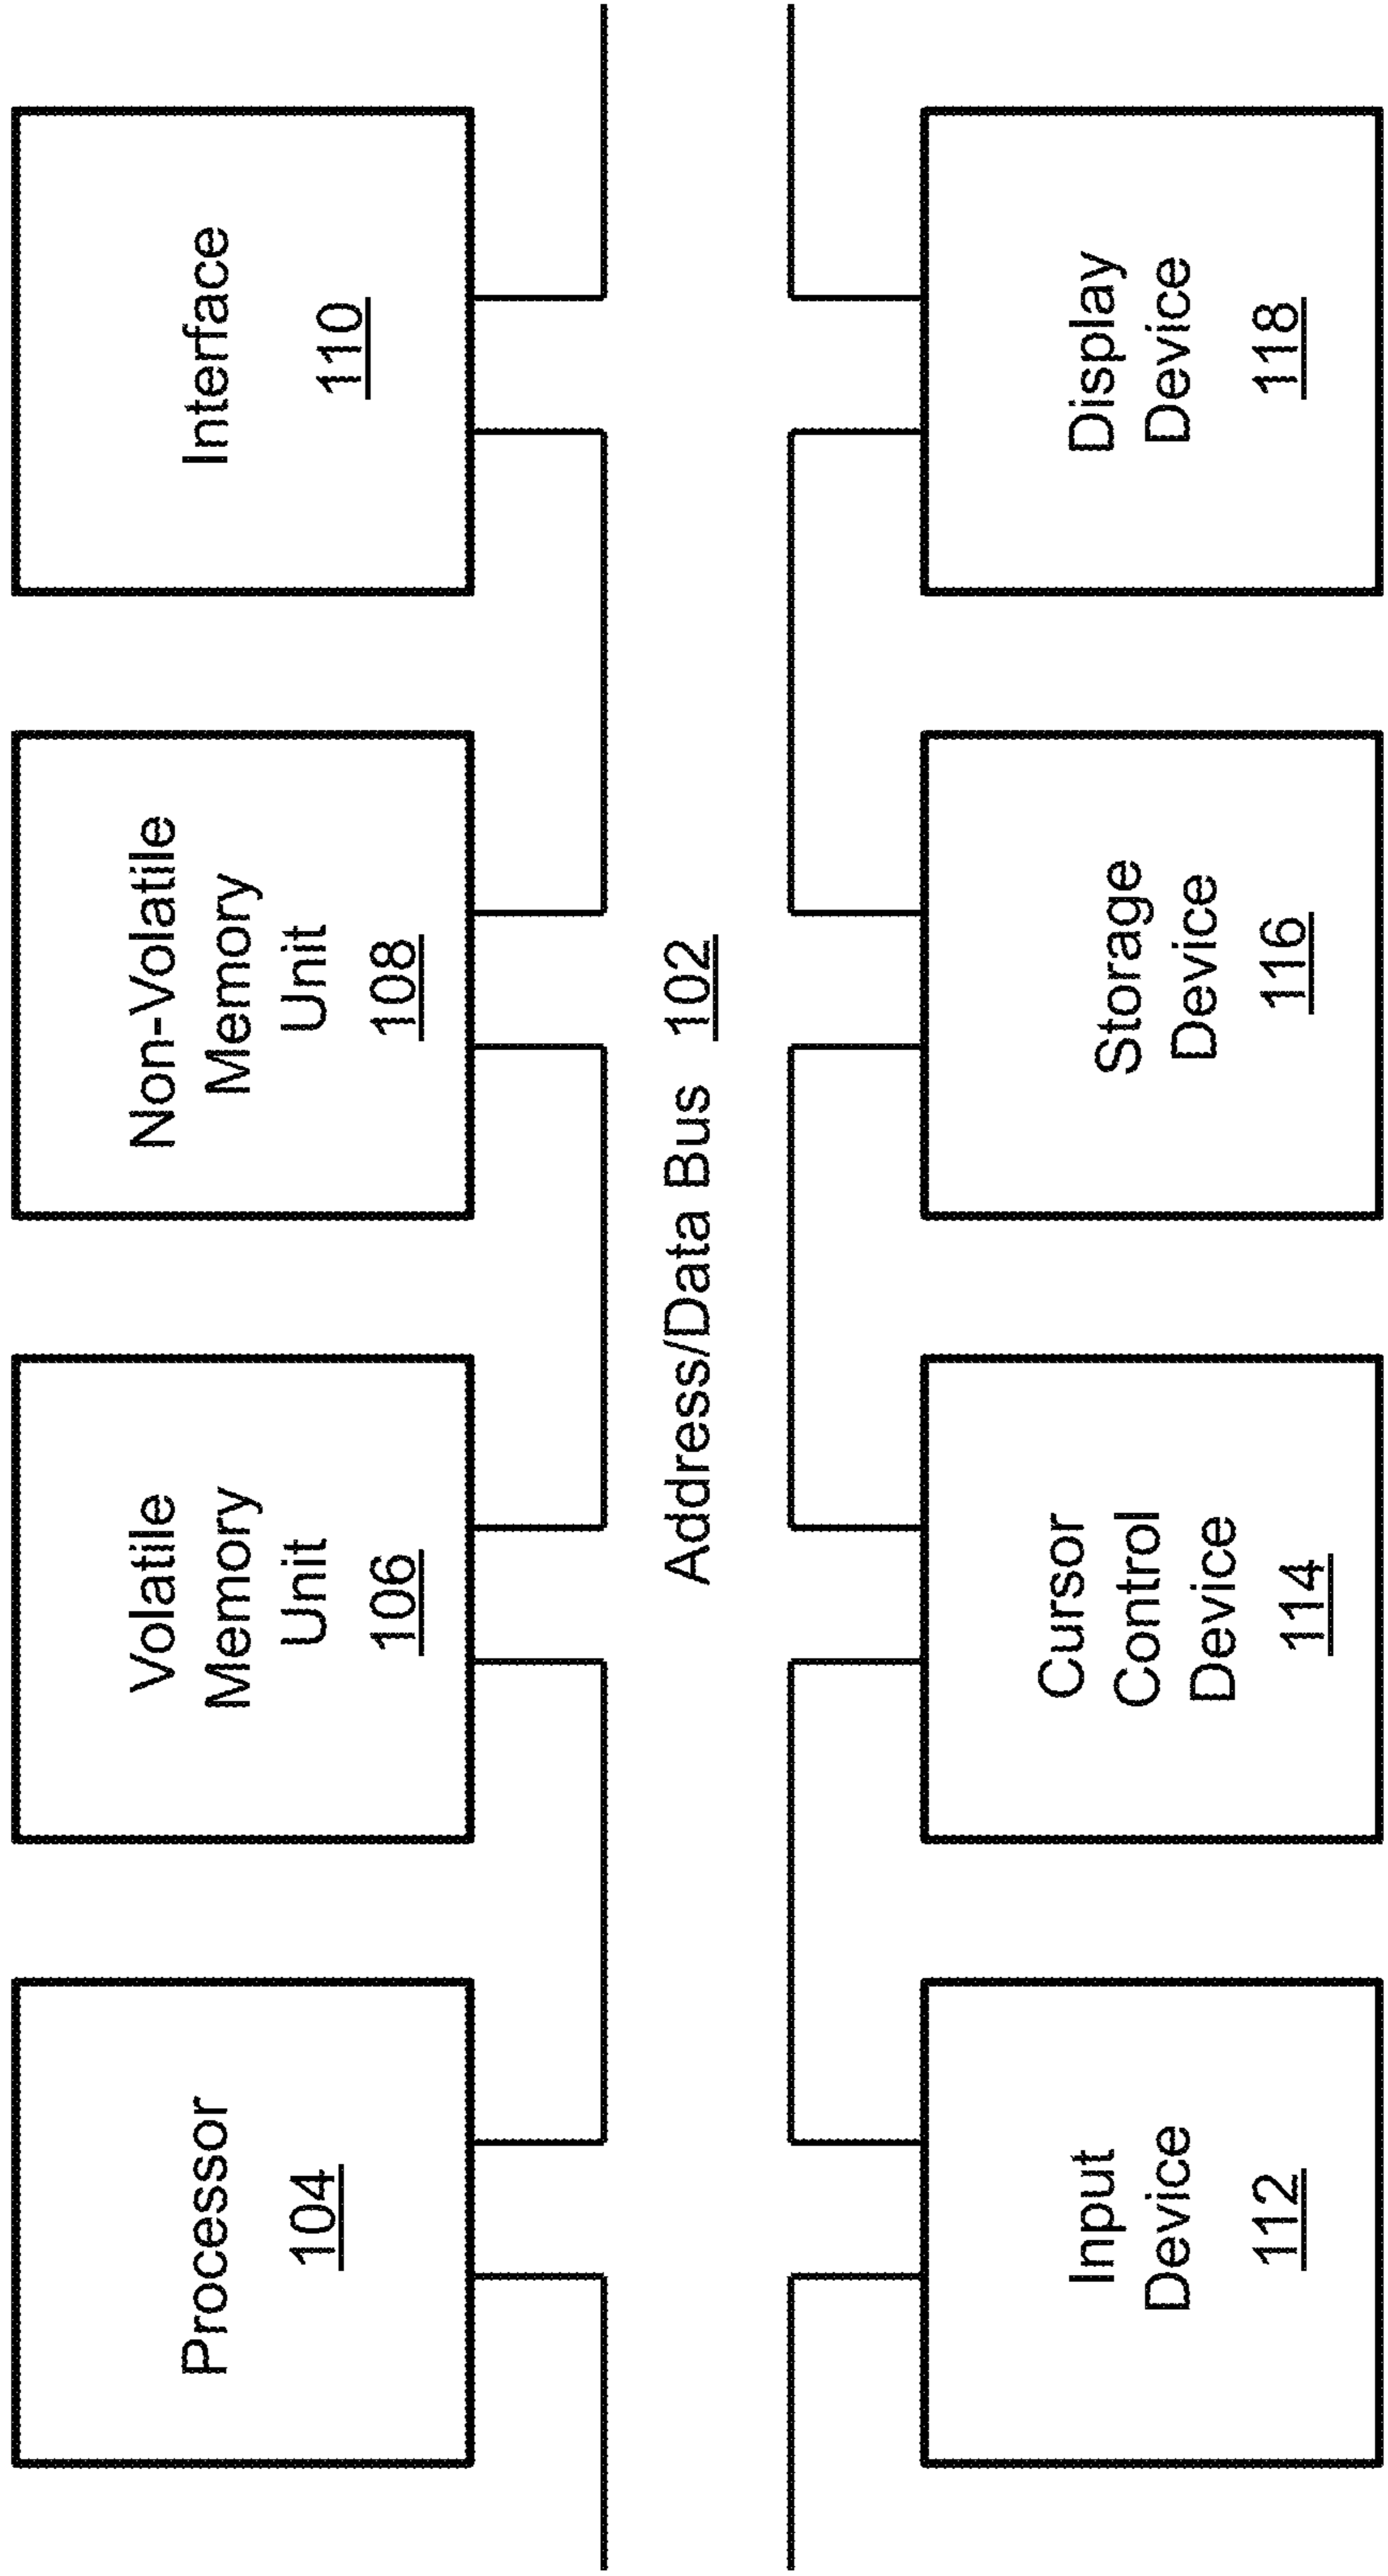 Processor
104
Volatile
Memory
Unit
106
Non-Volatile
Memory
Unit
108
Interface
110
Address/Data Bus 102
Input
Device
112
Cursor
Control
Device
114
Storage
Device
116
Display
Device
118